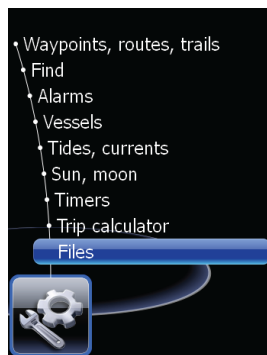 Waypoints, routes, trails
Find
Alarms
Vessels
Tides, currents
Sun, moon
Timers
Trip calculator
Files